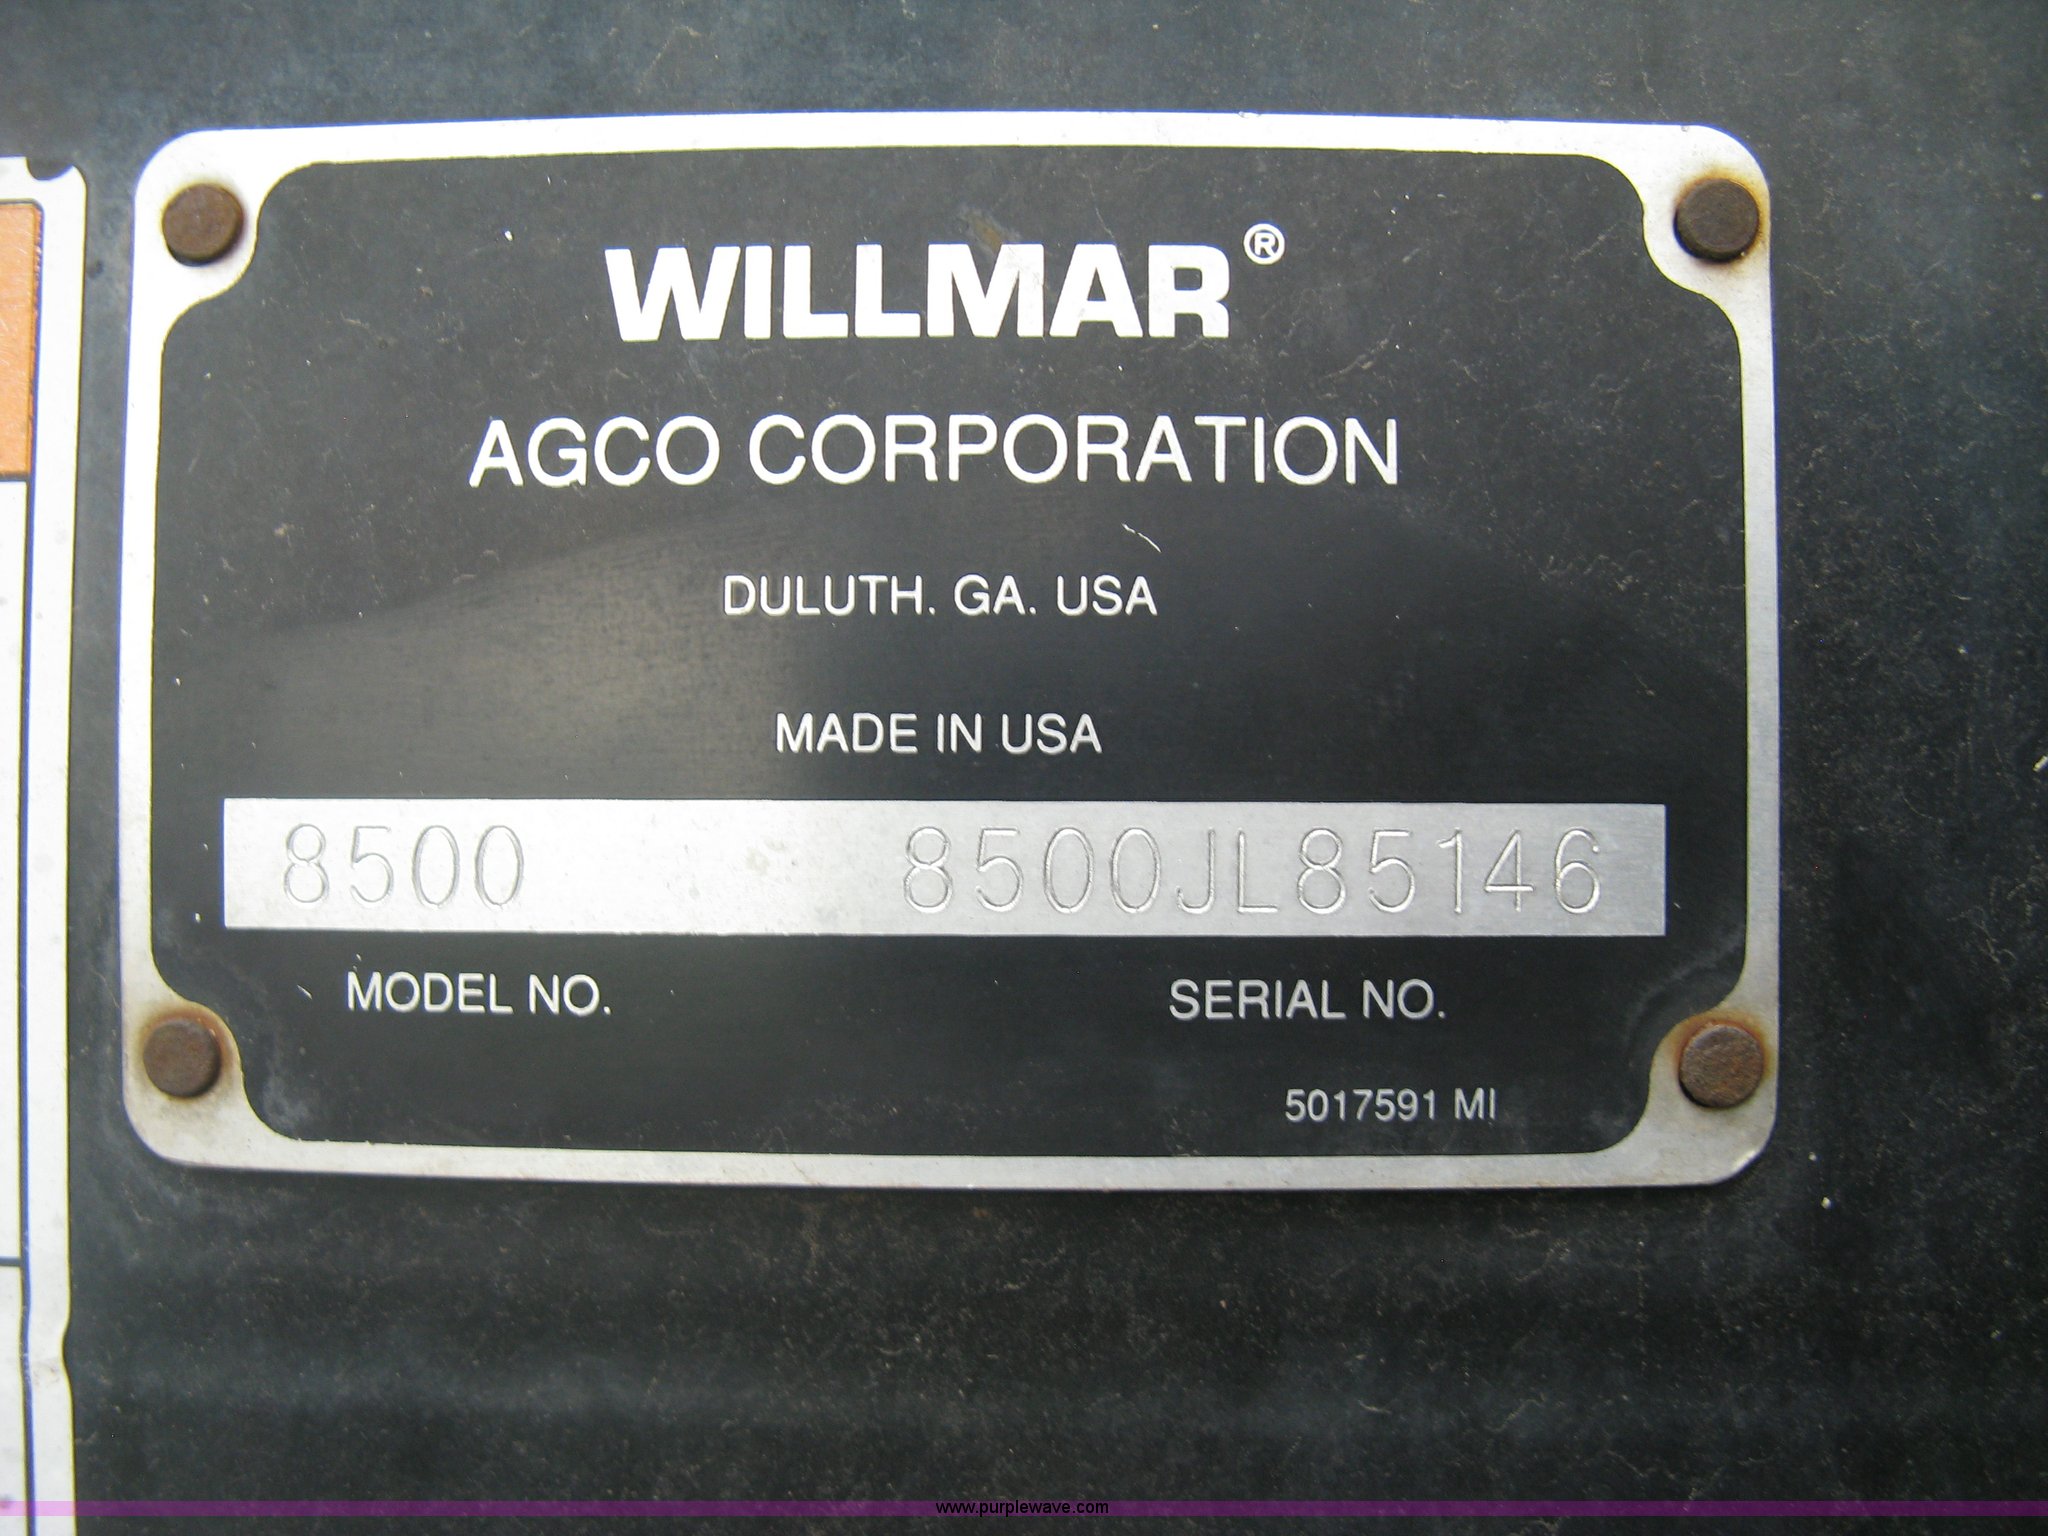 WILLMAR®
AGCO CORPORATION
DULUTH. GA. USA
MADE IN USA
8500 8500JL85146
MODEL NO. SERIAL NO.
5017591 MI
www.purplewave.com